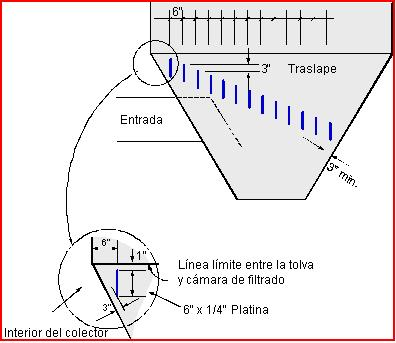 6"
3"
Traslape
Entrada
3" min.
6"
1"
Línea límite entre la tolva
y cámara de filtrado
3"
6" x 1/4" Platina
Interior del colector